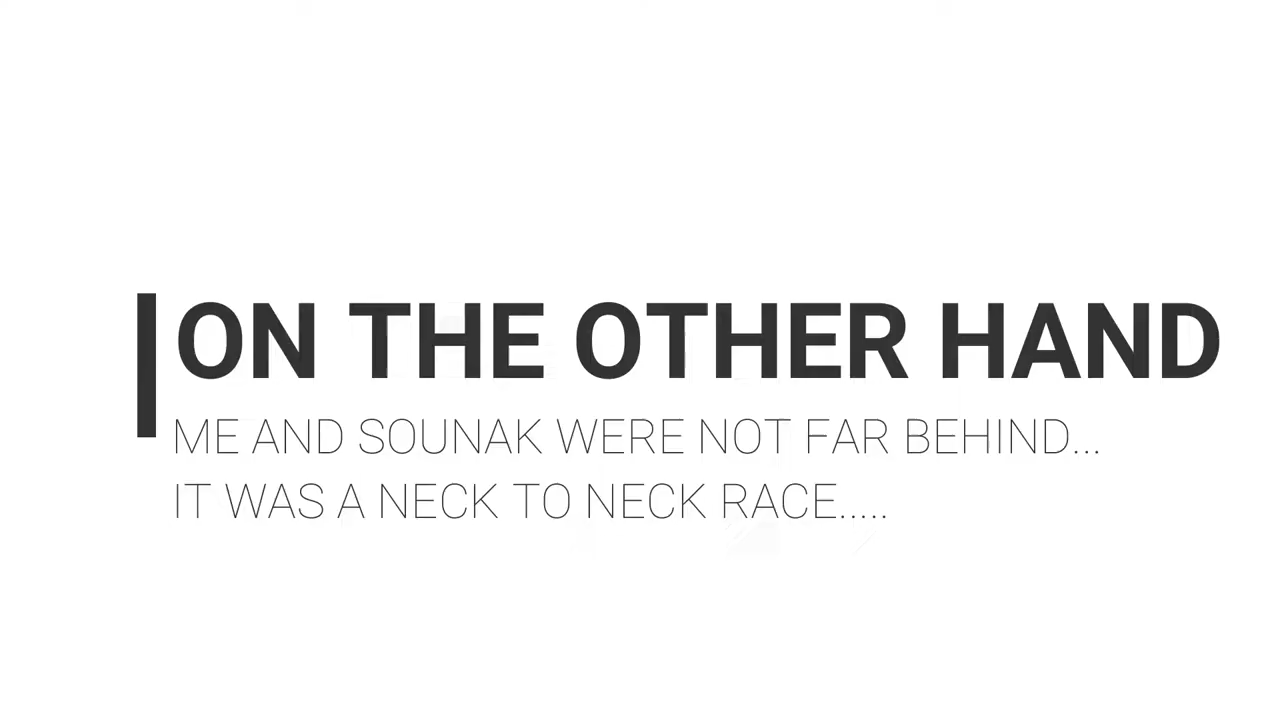 ON THE OTHER HAND
ME AND SOUNAK WERE NOT FAR BEHIND...
IT WAS A NECK TO NECK RACE.....